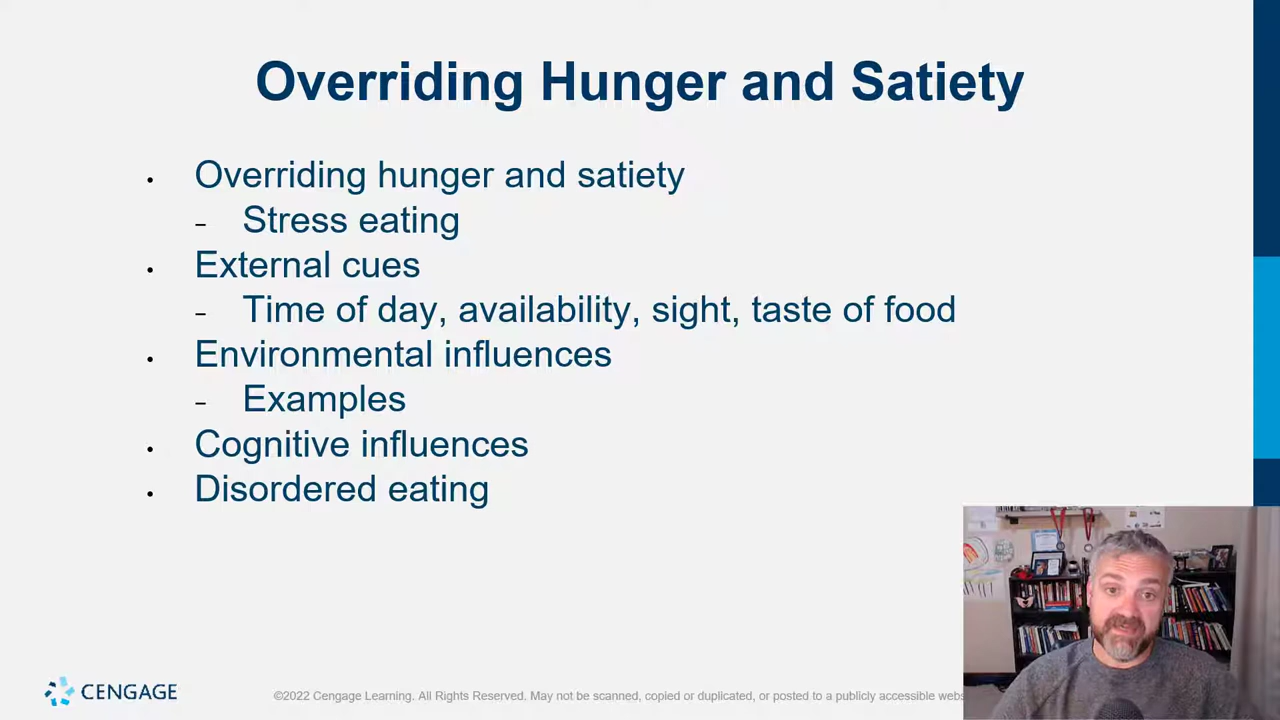 Overriding Hunger and Satiety
• Overriding hunger and satiety
– Stress eating
• External cues
– Time of day, availability, sight, taste of food
• Environmental influences
– Examples
• Cognitive influences
• Disordered eating
CENGAGE
©2022 Cengage Learning. All Rights Reserved. May not be scanned, copied or duplicated, or posted to a publicly accessible